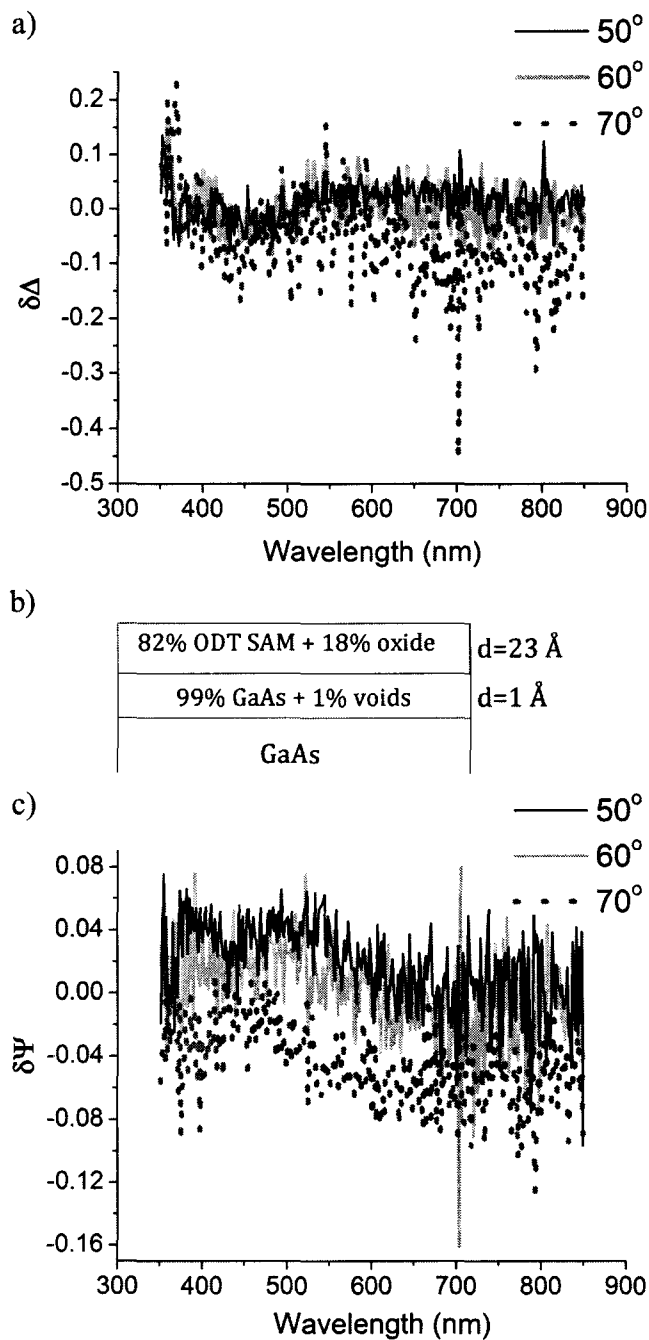 a)
50°
60°
70°
0.2
0.1
0.0
-0.1
-0.2
-0.3
-0.4
-0.5
δΔ
300 400 500 600 700 800 900
Wavelength (nm)
b)
82% ODT SAM + 18% oxide d=23 Å
99% GaAs + 1% voids d=1 Å
GaAs
c)
50°
60°
70°
0.08
0.04
0.00
-0.04
-0.08
-0.12
-0.16
δΨ
300 400 500 600 700 800 900
Wavelength (nm)